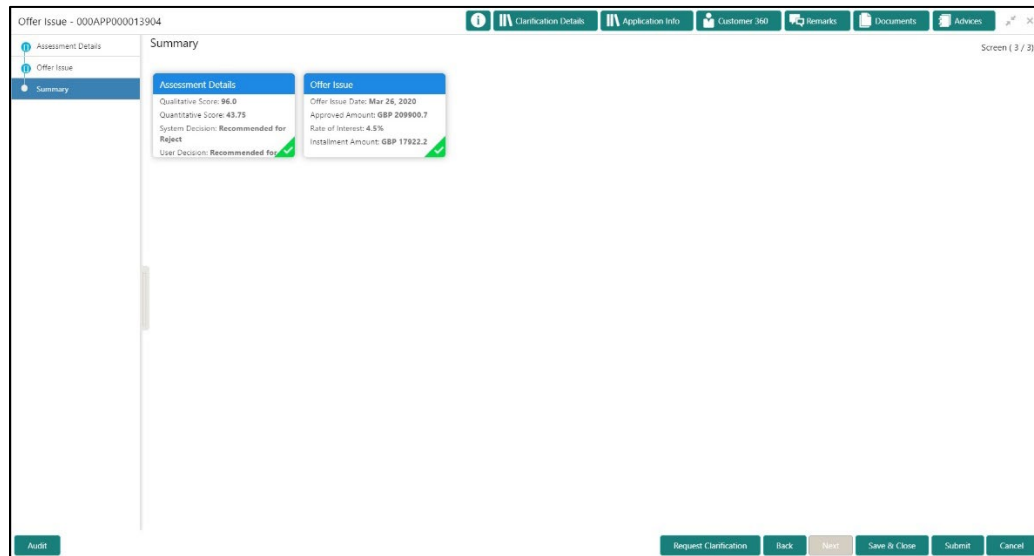 Offer Issue - 000APP000013904
Clarification Details
Application Info
Customer 360
Remarks
Documents
Advices
Assessment Details
Offer Issue
Summary
Summary
Screen ( 3 / 3)
Assessment Details
Qualitative Score: 96.0
Quantitative Score: 43.75
System Decision: Recommended for
Reject
User Decision: Recommended for
Offer Issue
Offer Issue Date: Mar 26, 2020
Approved Amount: GBP 209900.7
Rate of Interest: 4.5%
Installment Amount: GBP 17922.2
Audit
Request Clarification
Back
Next
Save & Close
Submit
Cancel